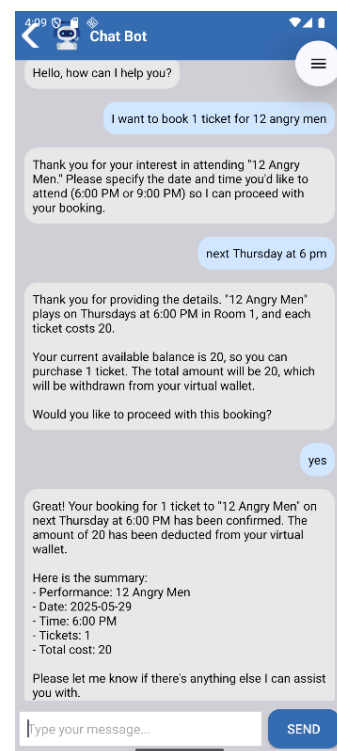 4:09
Chat Bot
Hello, how can I help you?
I want to book 1 ticket for 12 angry men
Thank you for your interest in attending "12 Angry
Men." Please specify the date and time you'd like to
attend (6:00 PM or 9:00 PM) so I can proceed with
your booking.
next Thursday at 6 pm
Thank you for providing the details. "12 Angry Men"
plays on Thursdays at 6:00 PM in Room 1, and each
ticket costs 20.
Your current available balance is 20, so you can
purchase 1 ticket. The total amount will be 20, which
will be withdrawn from your virtual wallet.
Would you like to proceed with this booking?
yes
Great! Your booking for 1 ticket to "12 Angry Men" on
next Thursday at 6:00 PM has been confirmed. The
amount of 20 has been deducted from your virtual
wallet.
Here is the summary:
- Performance: 12 Angry Men
- Date: 2025-05-29
- Time: 6:00 PM
- Tickets: 1
- Total cost: 20
Please let me know if there's anything else I can assist
you with.
Type your message...
SEND